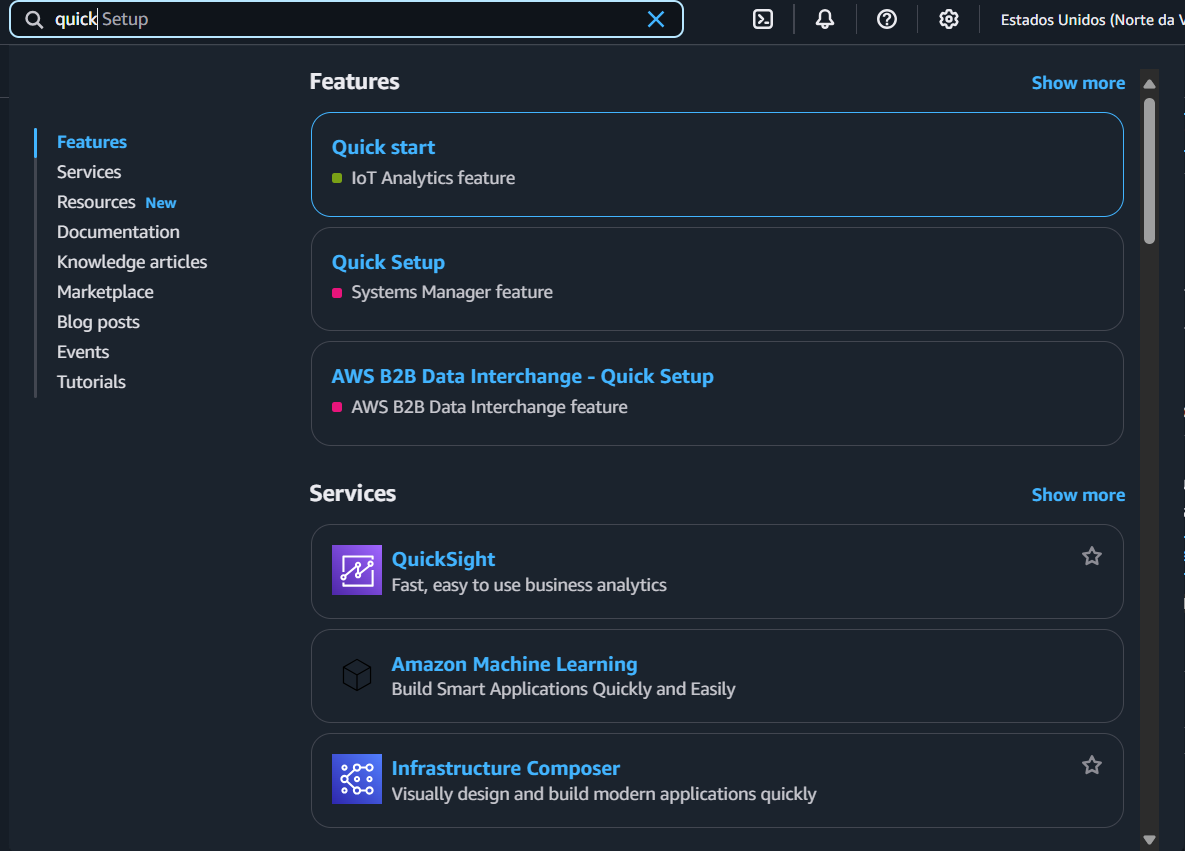 quick Setup
Estados Unidos (Norte da V
Features
Show more
Features
Services
Resources New
Documentation
Knowledge articles
Marketplace
Blog posts
Events
Tutorials
Quick start
IoT Analytics feature
Quick Setup
Systems Manager feature
AWS B2B Data Interchange - Quick Setup
AWS B2B Data Interchange feature
Services
Show more
QuickSight
Fast, easy to use business analytics
Amazon Machine Learning
Build Smart Applications Quickly and Easily
Infrastructure Composer
Visually design and build modern applications quickly